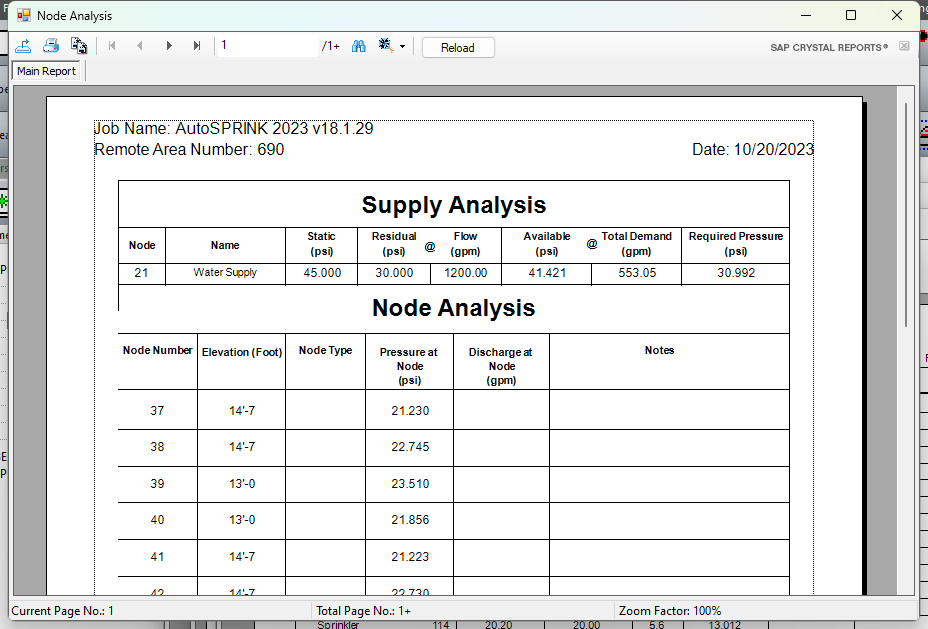 Node Analysis
1 /1+ Reload SAP CRYSTAL REPORTS®
Main Report
Job Name: AutoSPRINK 2023 v18.1.29
Remote Area Number: 690 Date: 10/20/2023
Supply Analysis
Node Name Static (psi) Residual (psi) @ Flow (gpm) Available (psi) @ Total Demand (gpm) Required Pressure (psi)
21 Water Supply 45.000 30.000 1200.00 41.421 553.05 30.992
Node Analysis
Node Number Elevation (Foot) Node Type Pressure at Node (psi) Discharge at Node (gpm) Notes
37 14'-7 21.230
38 14'-7 22.745
39 13'-0 23.510
40 13'-0 21.856
41 14'-7 21.223
42 14'-7 22.730
Current Page No.: 1 Total Page No.: 1+ Zoom Factor: 100%
Sprinkler 114 20.20 20.00 5.6 13.012